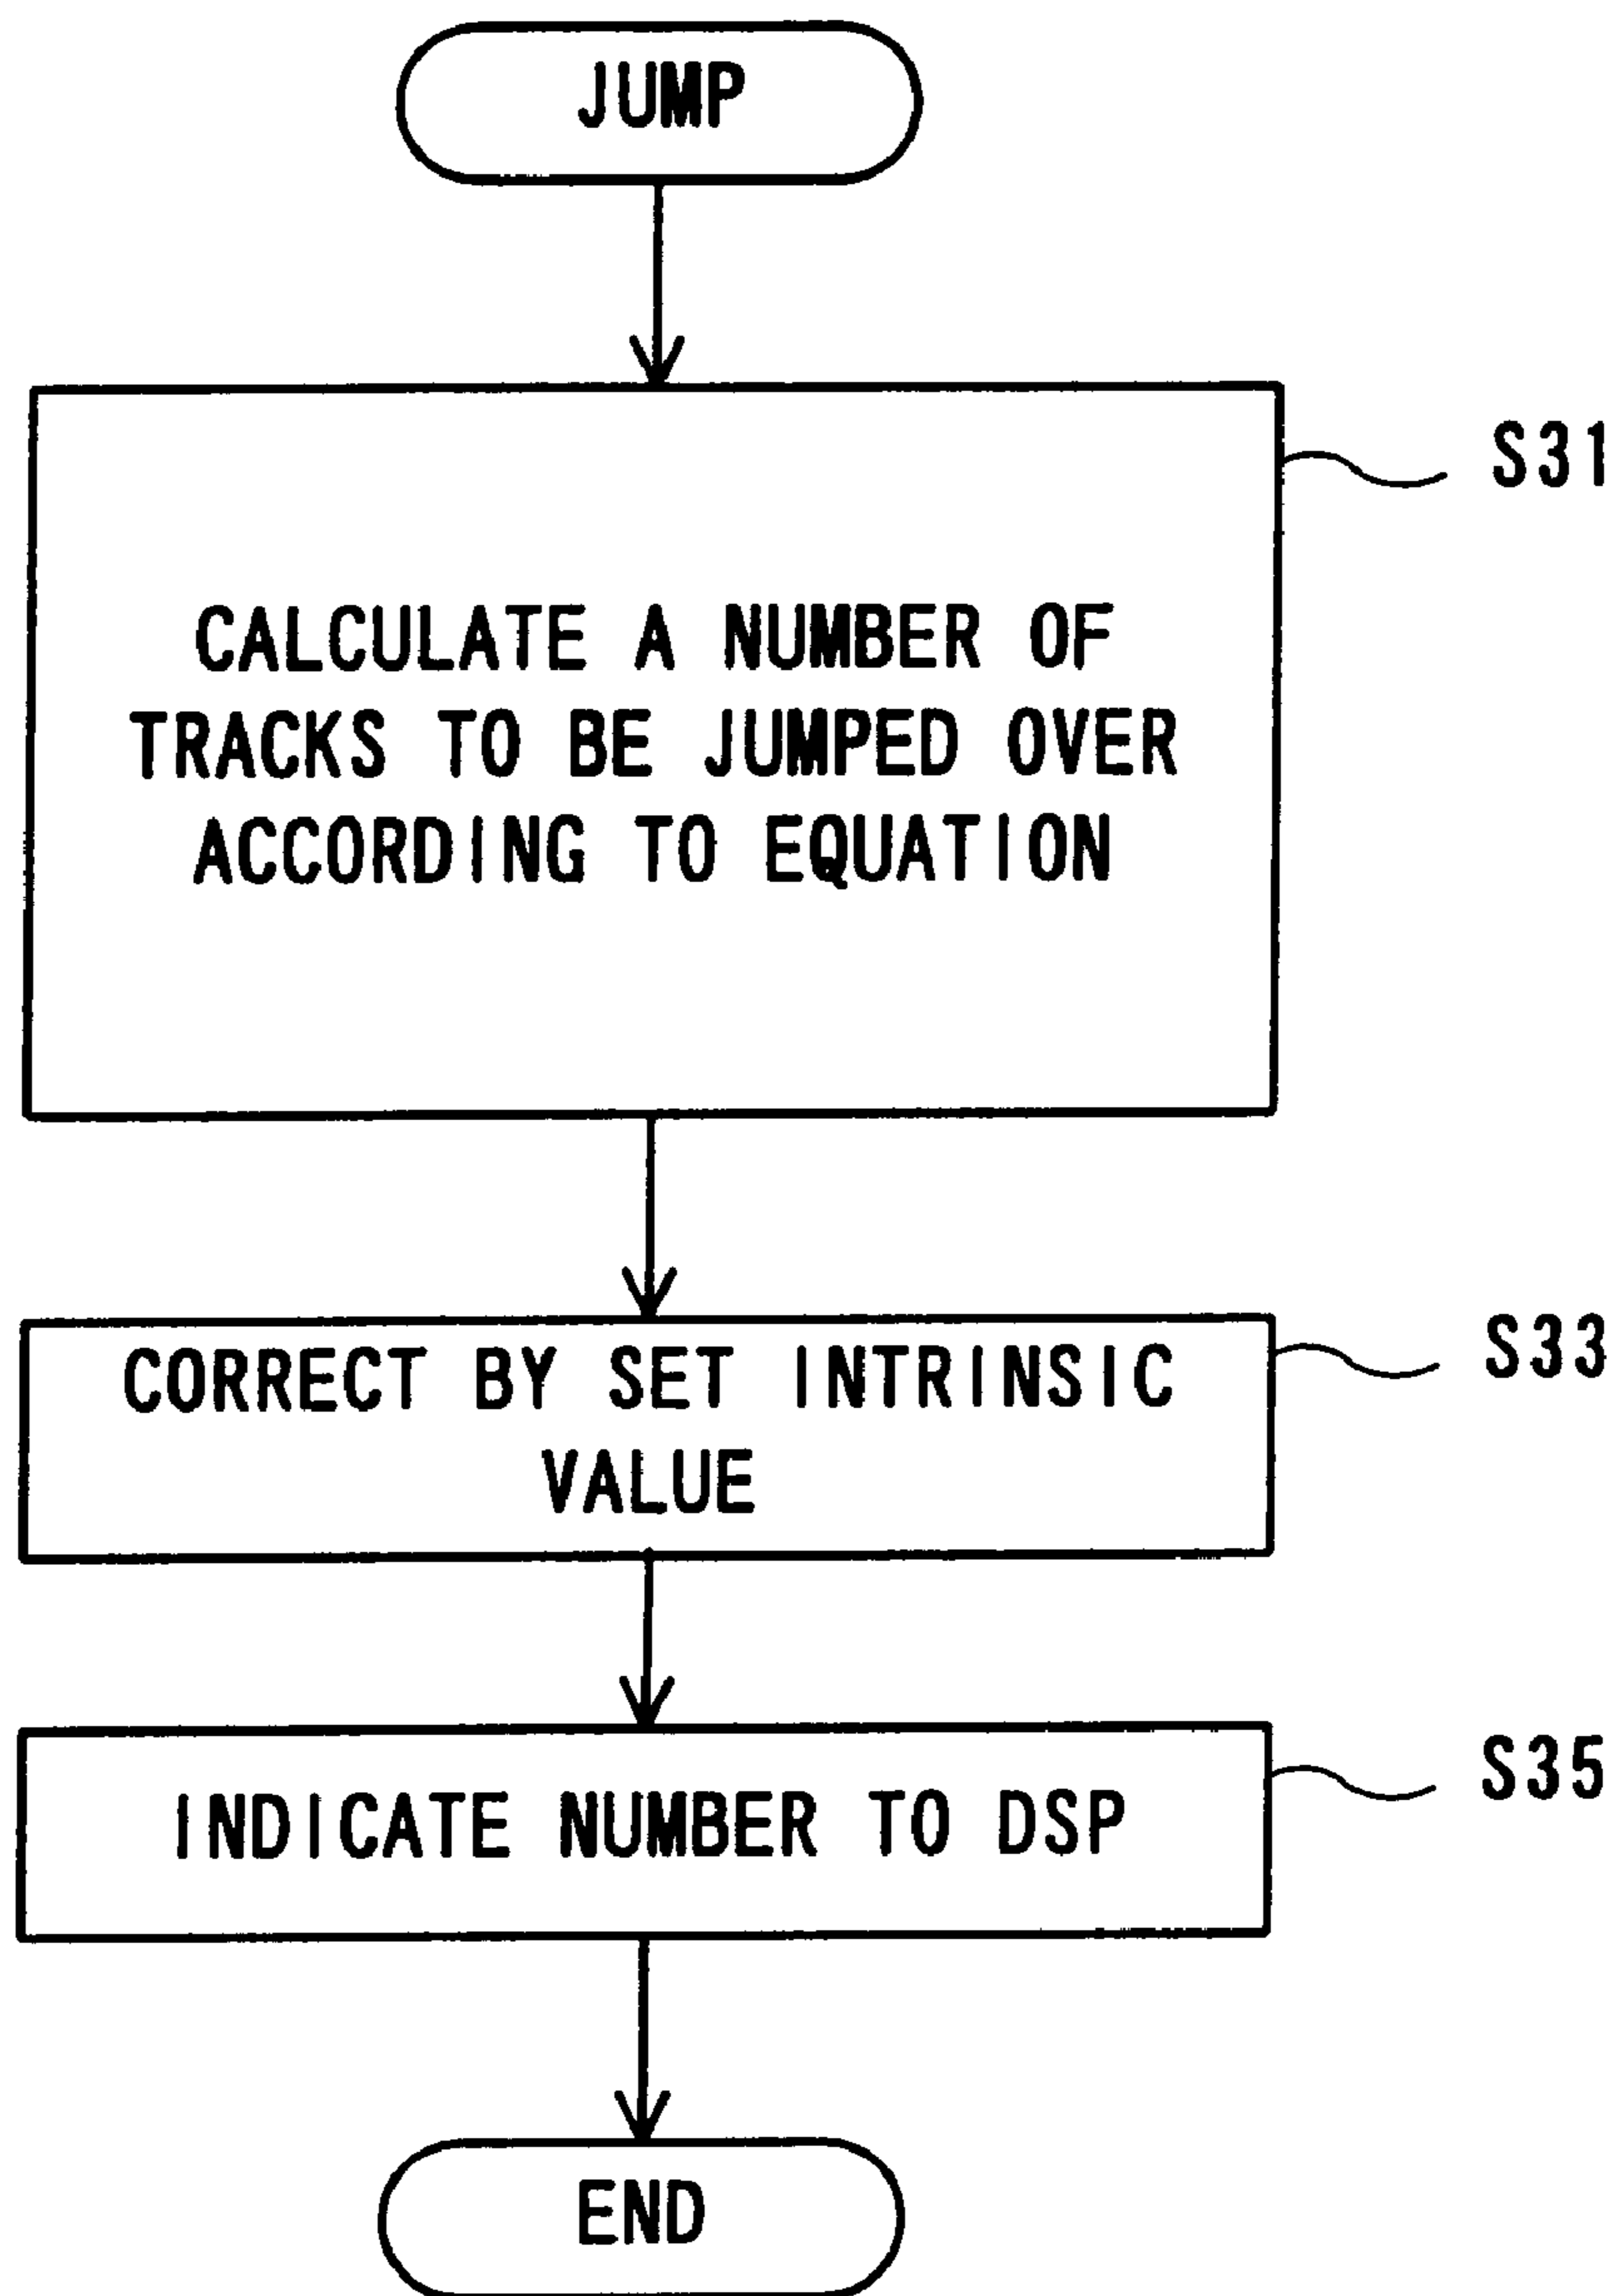 JUMP
S31
CALCULATE A NUMBER OF
TRACKS TO BE JUMPED OVER
ACCORDING TO EQUATION
S33
CORRECT BY SET INTRINSIC
VALUE
S35
INDICATE NUMBER TO DSP
END